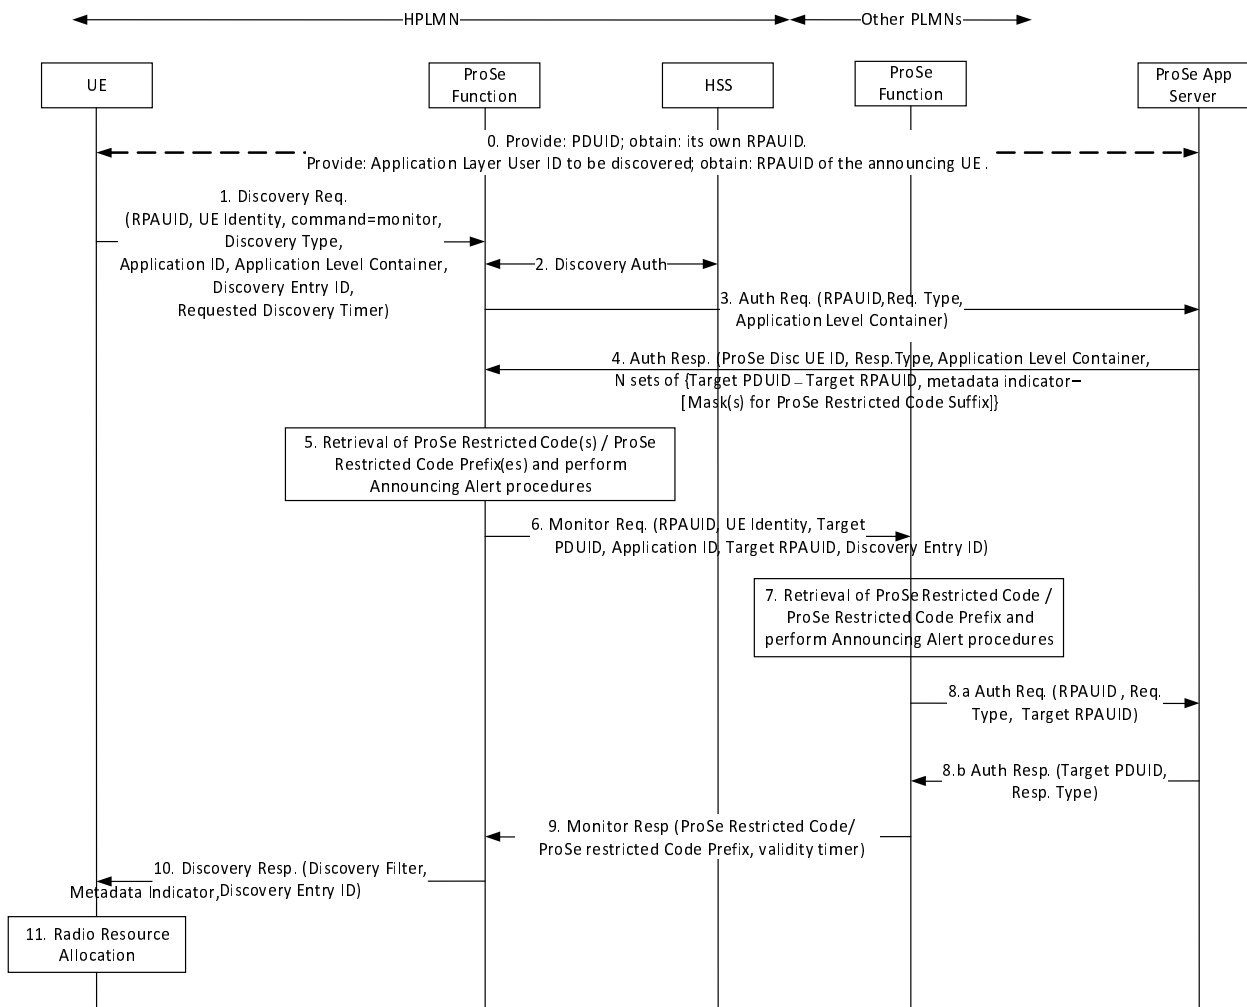 HPLMN
Other PLMNs
UE
ProSe
Function
HSS
ProSe
Function
ProSe App
Server
0. Provide: PDUID; obtain: its own RPAUID.
Provide: Application Layer User ID to be discovered; obtain: RPAUID of the announcing UE .
1. Discovery Req.
(RPAUID, UE Identity, command=monitor,
Discovery Type,
Application ID, Application Level Container,
Discovery Entry ID,
Requested Discovery Timer)
2. Discovery Auth
3. Auth Req. (RPAUID,Req. Type,
Application Level Container)
4. Auth Resp. (ProSe Disc UE ID, Resp.Type, Application Level Container,
N sets of {Target PDUID – Target RPAUID, metadata indicator–
[Mask(s) for ProSe Restricted Code Suffix]}
5. Retrieval of ProSe Restricted Code(s) / ProSe
Restricted Code Prefix(es) and perform
Announcing Alert procedures
6. Monitor Req. (RPAUID, UE Identity, Target
PDUID, Application ID, Target RPAUID, Discovery Entry ID)
7. Retrieval of ProSe Restricted Code /
ProSe Restricted Code Prefix and
perform Announcing Alert procedures
8.a Auth Req. (RPAUID , Req.
Type, Target RPAUID)
8.b Auth Resp. (Target PDUID,
Resp. Type)
9. Monitor Resp (ProSe Restricted Code/
ProSe restricted Code Prefix, validity timer)
10. Discovery Resp. (Discovery Filter,
Metadata Indicator,Discovery Entry ID)
11. Radio Resource
Allocation